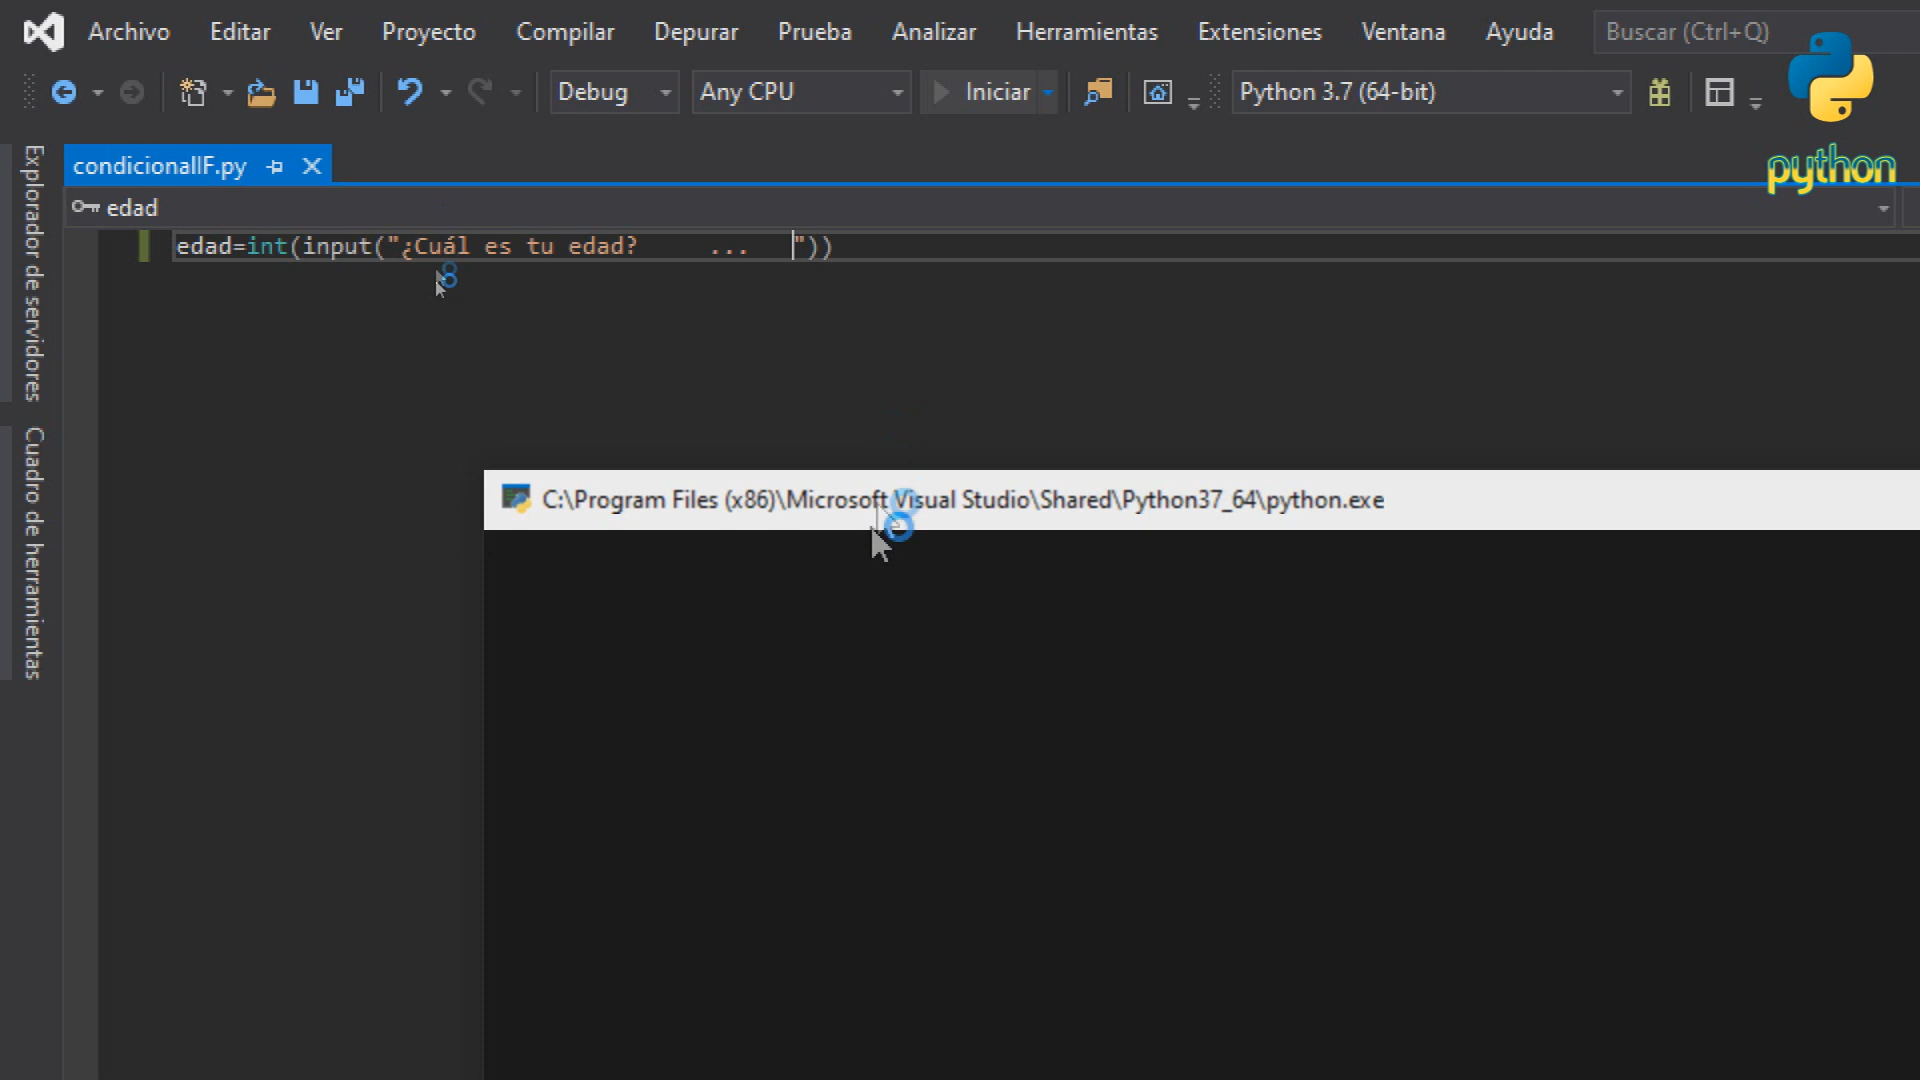 Archivo Editar Ver Proyecto Compilar Depurar Prueba Analizar Herramientas Extensiones Ventana Ayuda Buscar (Ctrl+Q)
Debug Any CPU Iniciar Python 3.7 (64-bit)
python
Explorador de servidores
Cuadro de herramientas
condicionalIF.py
edad
edad=int(input("¿Cuál es tu edad? ... "))
C:\Program Files (x86)\Microsoft Visual Studio\Shared\Python37_64\python.exe